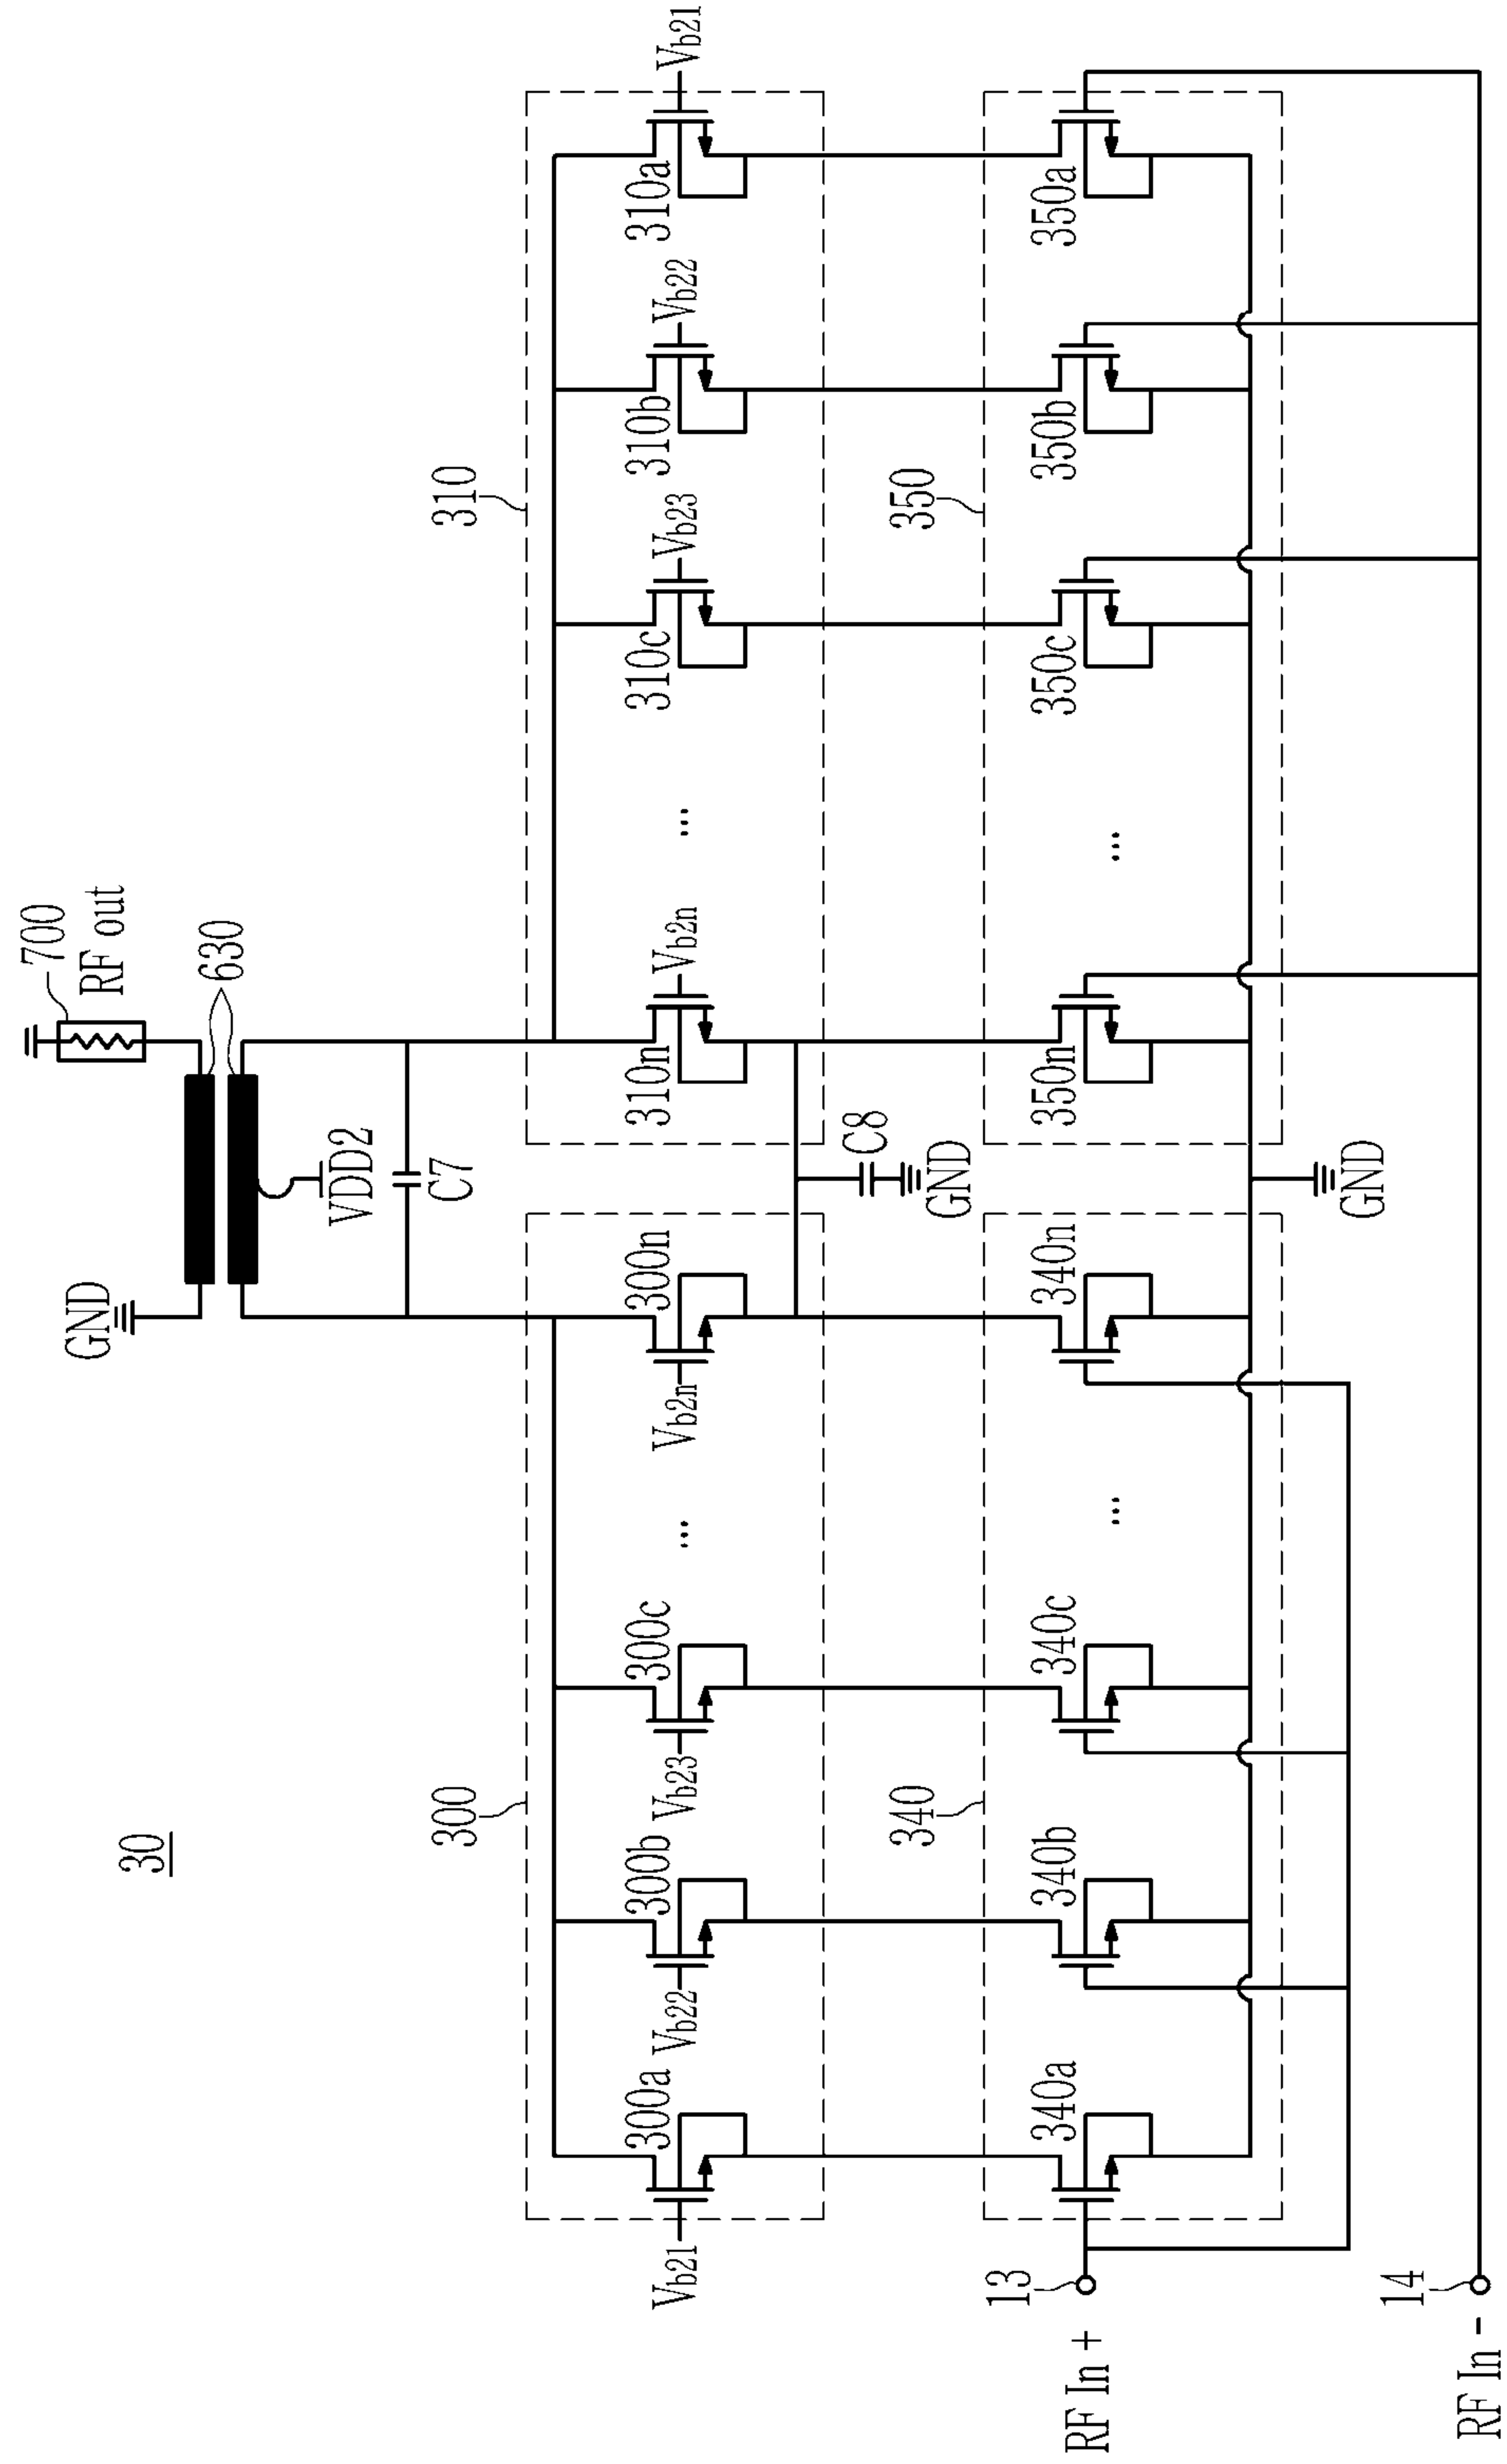 30
700
RF out
GND
630
VDD2
C7
300
310
300a
300b
300c
300n
310n
310c
310b
310a
Vb21
Vb22
Vb23
...
Vb2n
Vb2n
...
Vb23
Vb22
Vb21
C8
GND
340
350
340a
340b
340c
340n
350n
350c
350b
350a
...
...
13
RF In +
GND
14
RF In -